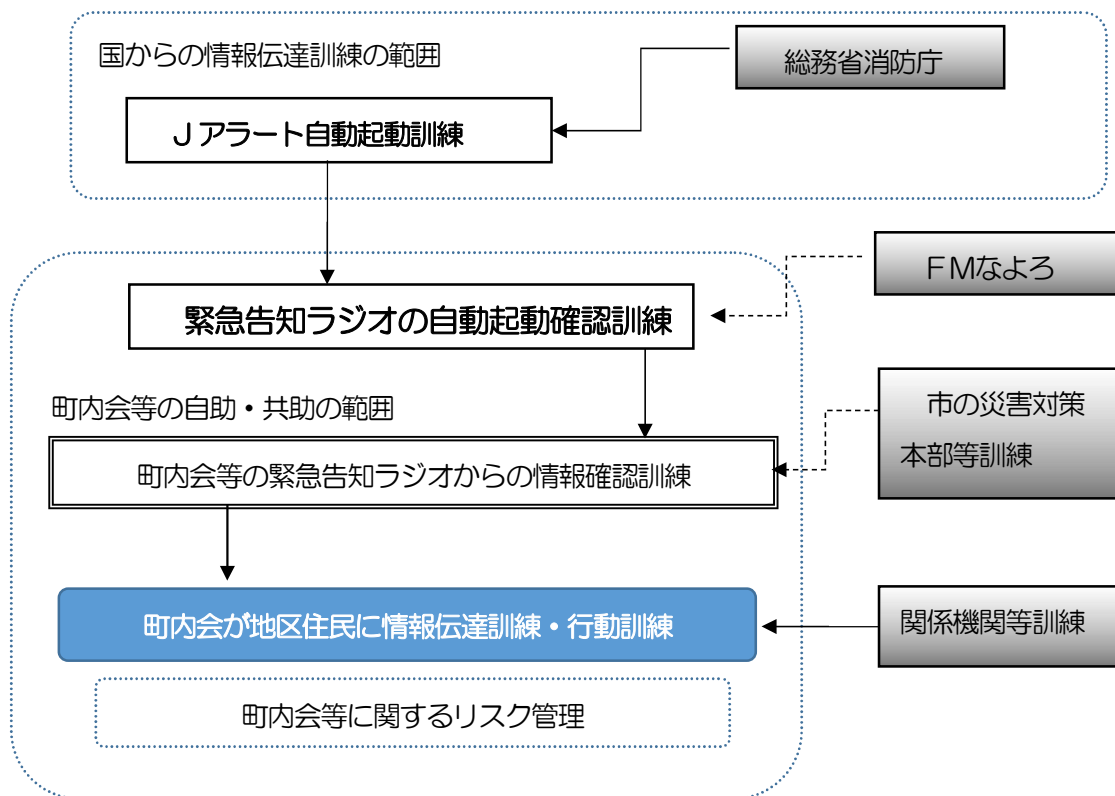 国からの情報伝達訓練の範囲
総務省消防庁
Ｊアラート自動起動訓練
ＦＭなよろ
緊急告知ラジオの自動起動確認訓練
町内会等の自助・共助の範囲
市の災害対策
本部等訓練
町内会等の緊急告知ラジオからの情報確認訓練
町内会が地区住民に情報伝達訓練・行動訓練
関係機関等訓練
町内会等に関するリスク管理